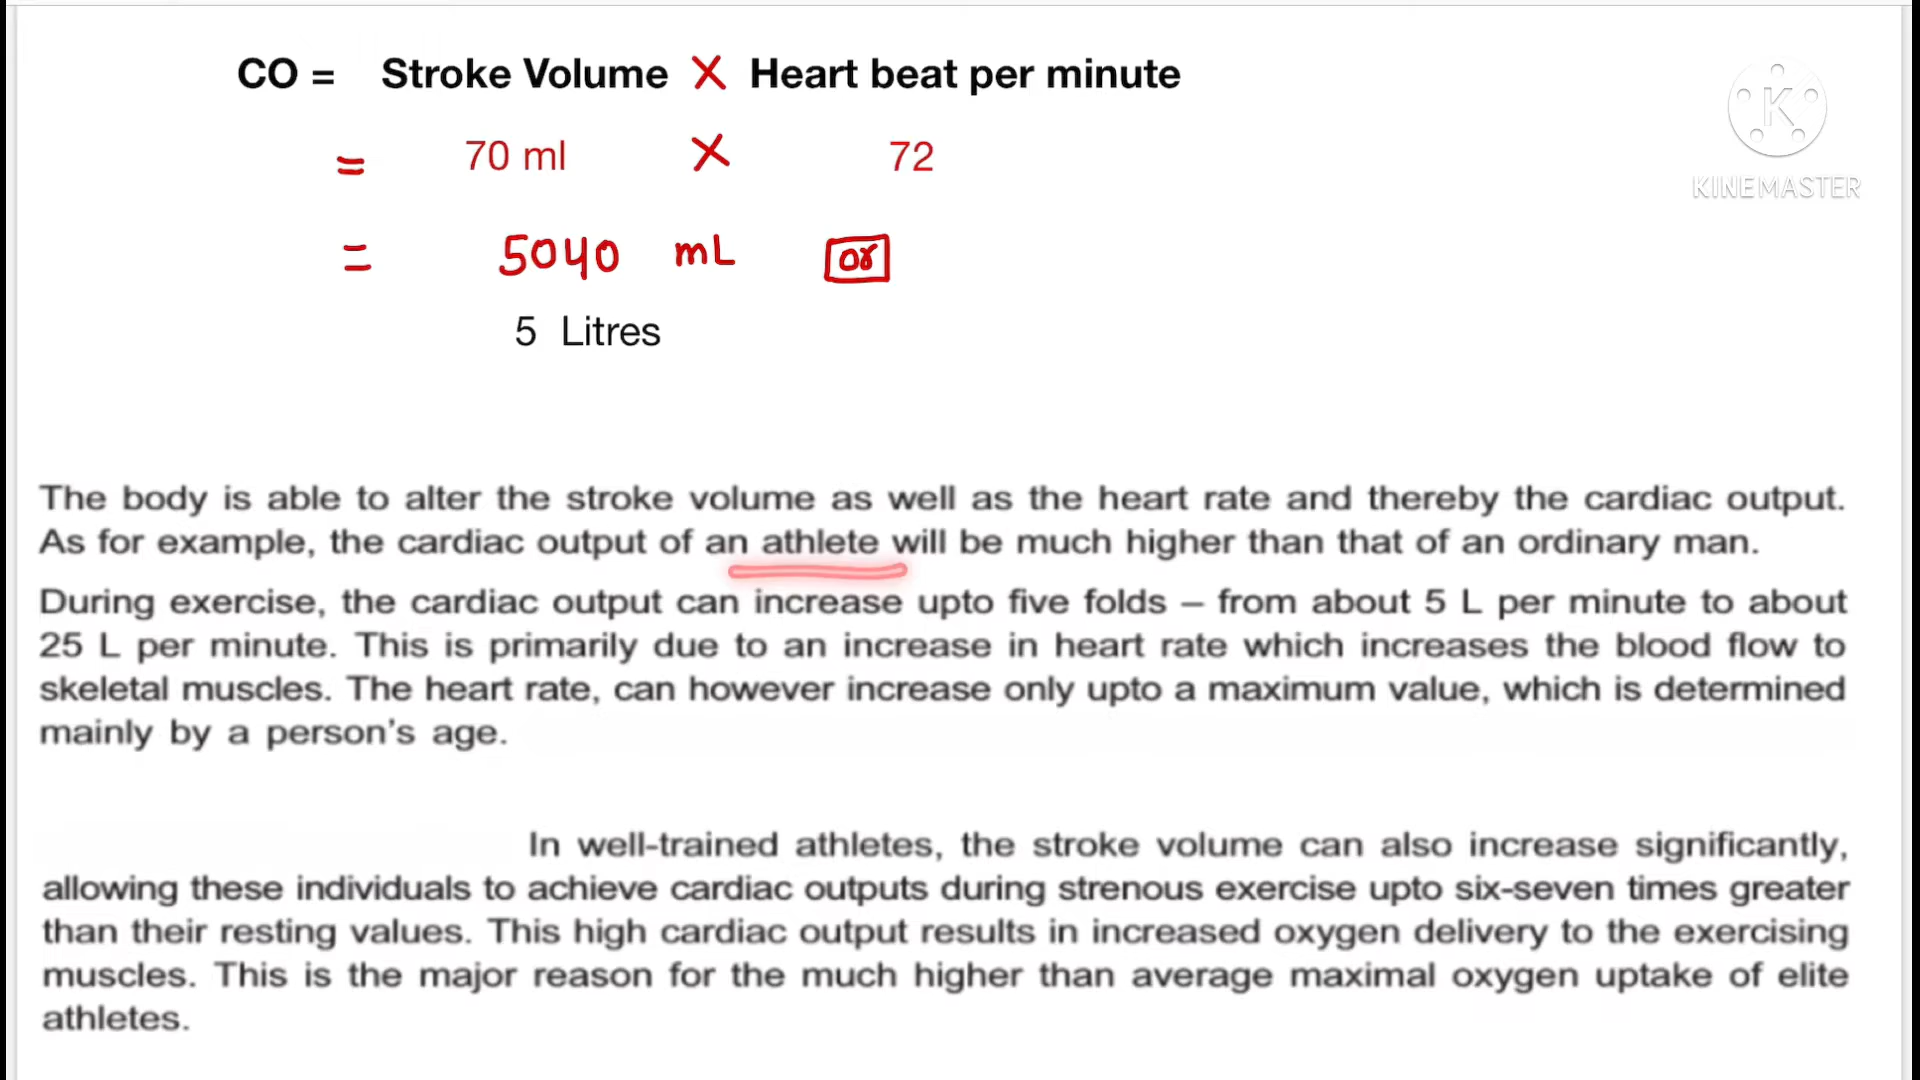 CO = Stroke Volume X Heart beat per minute
= 70 ml X 72
= 5040 mL or
5 Litres
K
KINEMASTER
The body is able to alter the stroke volume as well as the heart rate and thereby the cardiac output.
As for example, the cardiac output of an athlete will be much higher than that of an ordinary man.
During exercise, the cardiac output can increase upto five folds – from about 5 L per minute to about
25 L per minute. This is primarily due to an increase in heart rate which increases the blood flow to
skeletal muscles. The heart rate, can however increase only upto a maximum value, which is determined
mainly by a person's age.
In well-trained athletes, the stroke volume can also increase significantly,
allowing these individuals to achieve cardiac outputs during strenous exercise upto six-seven times greater
than their resting values. This high cardiac output results in increased oxygen delivery to the exercising
muscles. This is the major reason for the much higher than average maximal oxygen uptake of elite
athletes.